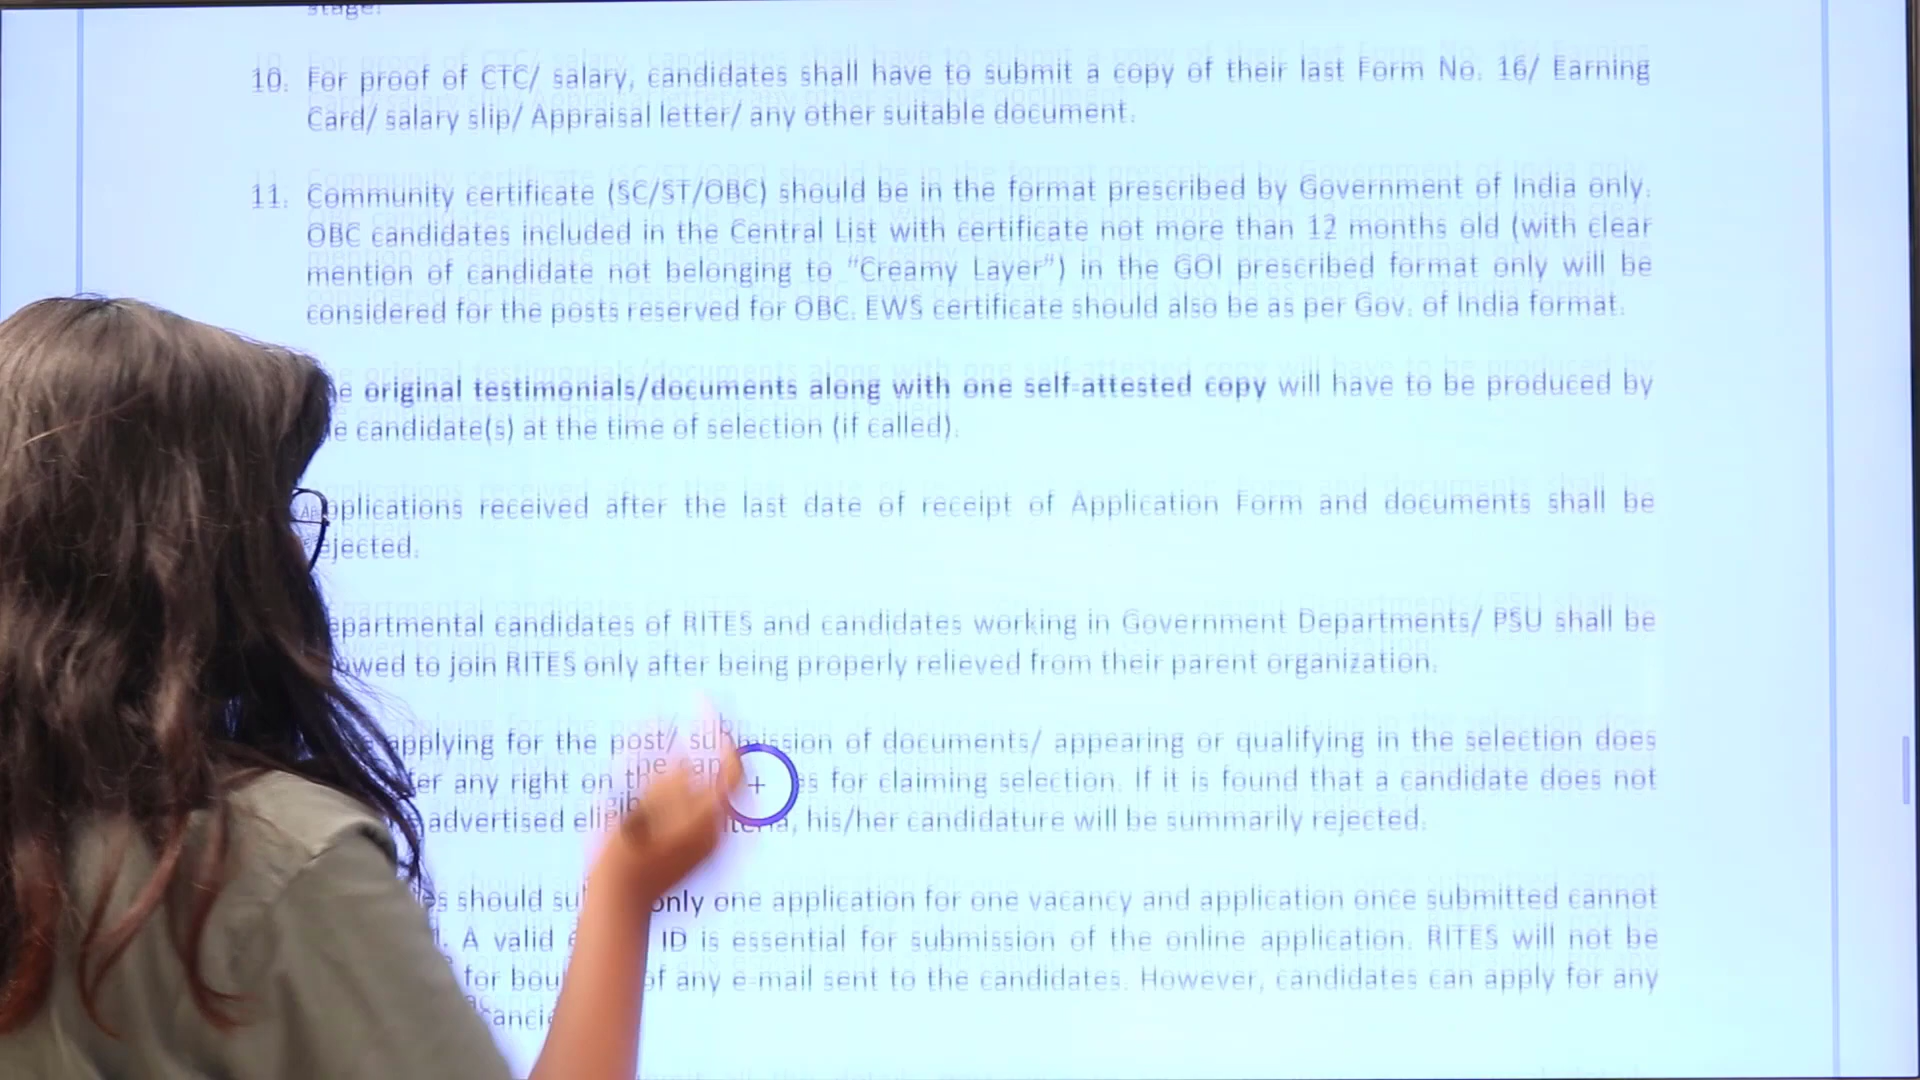 stage.
10. For proof of CTC/ salary, candidates shall have to submit a copy of their last Form No. 16/ Earning
Card/ salary slip/ Appraisal letter/ any other suitable document.
11. Community certificate (SC/ST/OBC) should be in the format prescribed by Government of India only.
OBC candidates included in the Central List with certificate not more than 12 months old (with clear
mention of candidate not belonging to "Creamy Layer") in the GOI prescribed format only will be
considered for the posts reserved for OBC. EWS certificate should also be as per Gov. of India format.
original testimonials/documents along with one self-attested copy will have to be produced by
candidate(s) at the time of selection (if called).
pplications received after the last date of receipt of Application Form and documents shall be
ejected.
epartmental candidates of RITES and candidates working in Government Departments/ PSU shall be
owed to join RITES only after being properly relieved from their parent organization.
applying for the post/ submission of documents/ appearing or qualifying in the selection does
er any right on the for claiming selection. If it is found that a candidate does not
advertised his/her candidature will be summarily rejected.
es should only one application for one vacancy and application once submitted cannot
A valid ID is essential for submission of the online application. RITES will not be
for of any e-mail sent to the candidates. However, candidates can apply for any